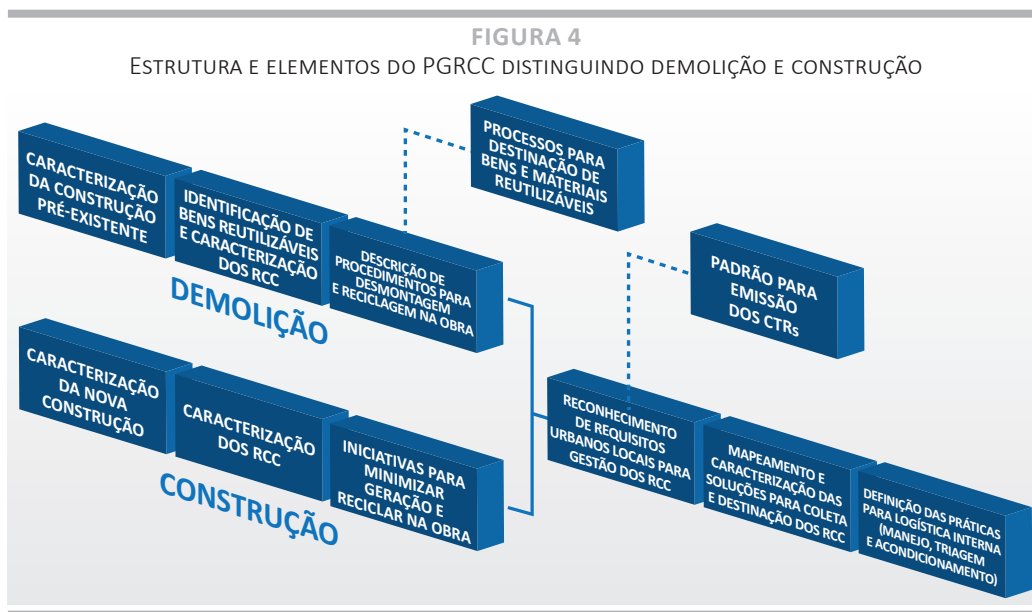 FIGURA 4
ESTRUTURA E ELEMENTOS DO PGRCC DISTINGUINDO DEMOLIÇÃO E CONSTRUÇÃO
CARACTERIZAÇÃO
DA CONSTRUÇÃO
PRÉ-EXISTENTE
IDENTIFICAÇÃO DE
BENS REUTILIZÁVEIS
E CARACTERIZAÇÃO
DOS RCC
DESCRIÇÃO DE
PROCEDIMENTOS PARA
DESMONTAGEM
E RECICLAGEM NA OBRA
PROCESSOS PARA
DESTINAÇÃO DE
BENS E MATERIAIS
REUTILIZÁVEIS
DEMOLIÇÃO
CARACTERIZAÇÃO
DA NOVA
CONSTRUÇÃO
CARACTERIZAÇÃO
DOS RCC
INICIATIVAS PARA
MINIMIZAR
GERAÇÃO E
RECICLAR NA OBRA
CONSTRUÇÃO
PADRÃO PARA
EMISSÃO
DOS CTRs
RECONHECIMENTO
DE REQUISITOS
URBANOS LOCAIS PARA
GESTÃO DOS RCC
MAPEAMENTO E
CARACTERIZAÇÃO DAS
SOLUÇÕES PARA COLETA
E DESTINAÇÃO DOS RCC
DEFINIÇÃO DAS PRÁTICAS
PARA LOGÍSTICA INTERNA
(MANEJO, TRIAGEM
E ACONDICIONAMENTO)